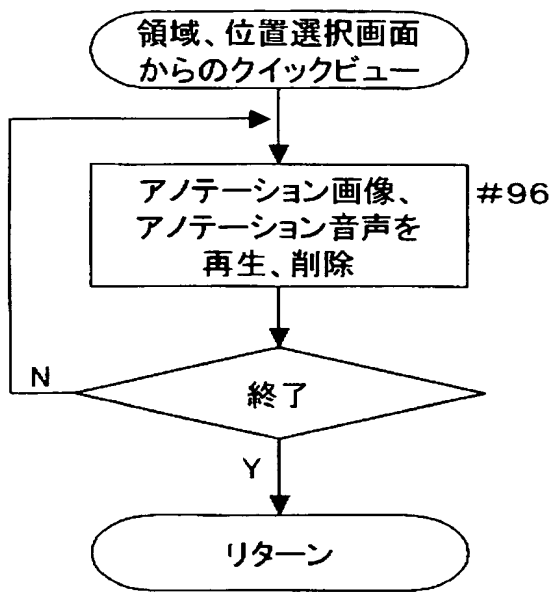 領域、位置選択画面
からのクイックビュー
アノテーション画像、
アノテーション音声を
再生、削除
#96
終了
N
Y
リターン